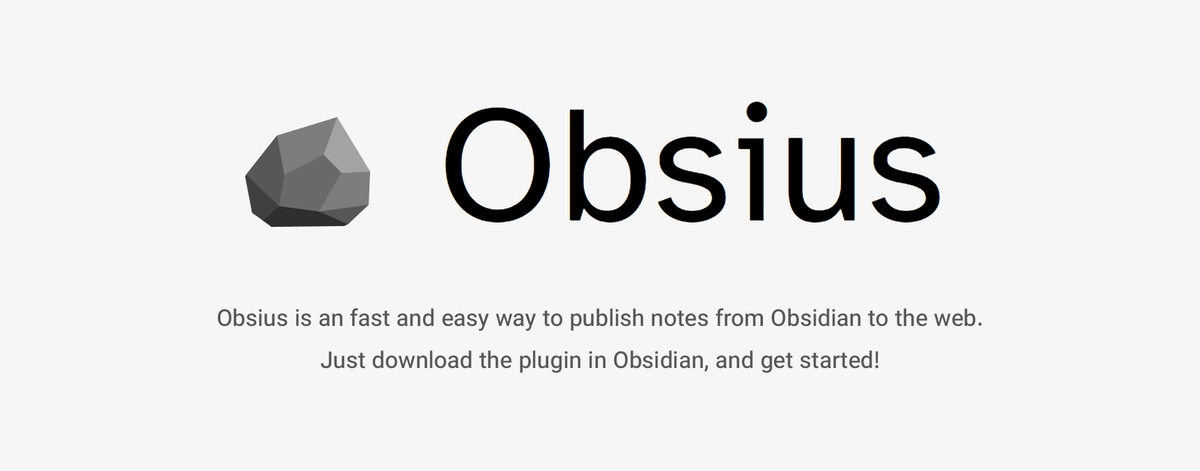 Obsius
Obsius is an fast and easy way to publish notes from Obsidian to the web.
Just download the plugin in Obsidian, and get started!